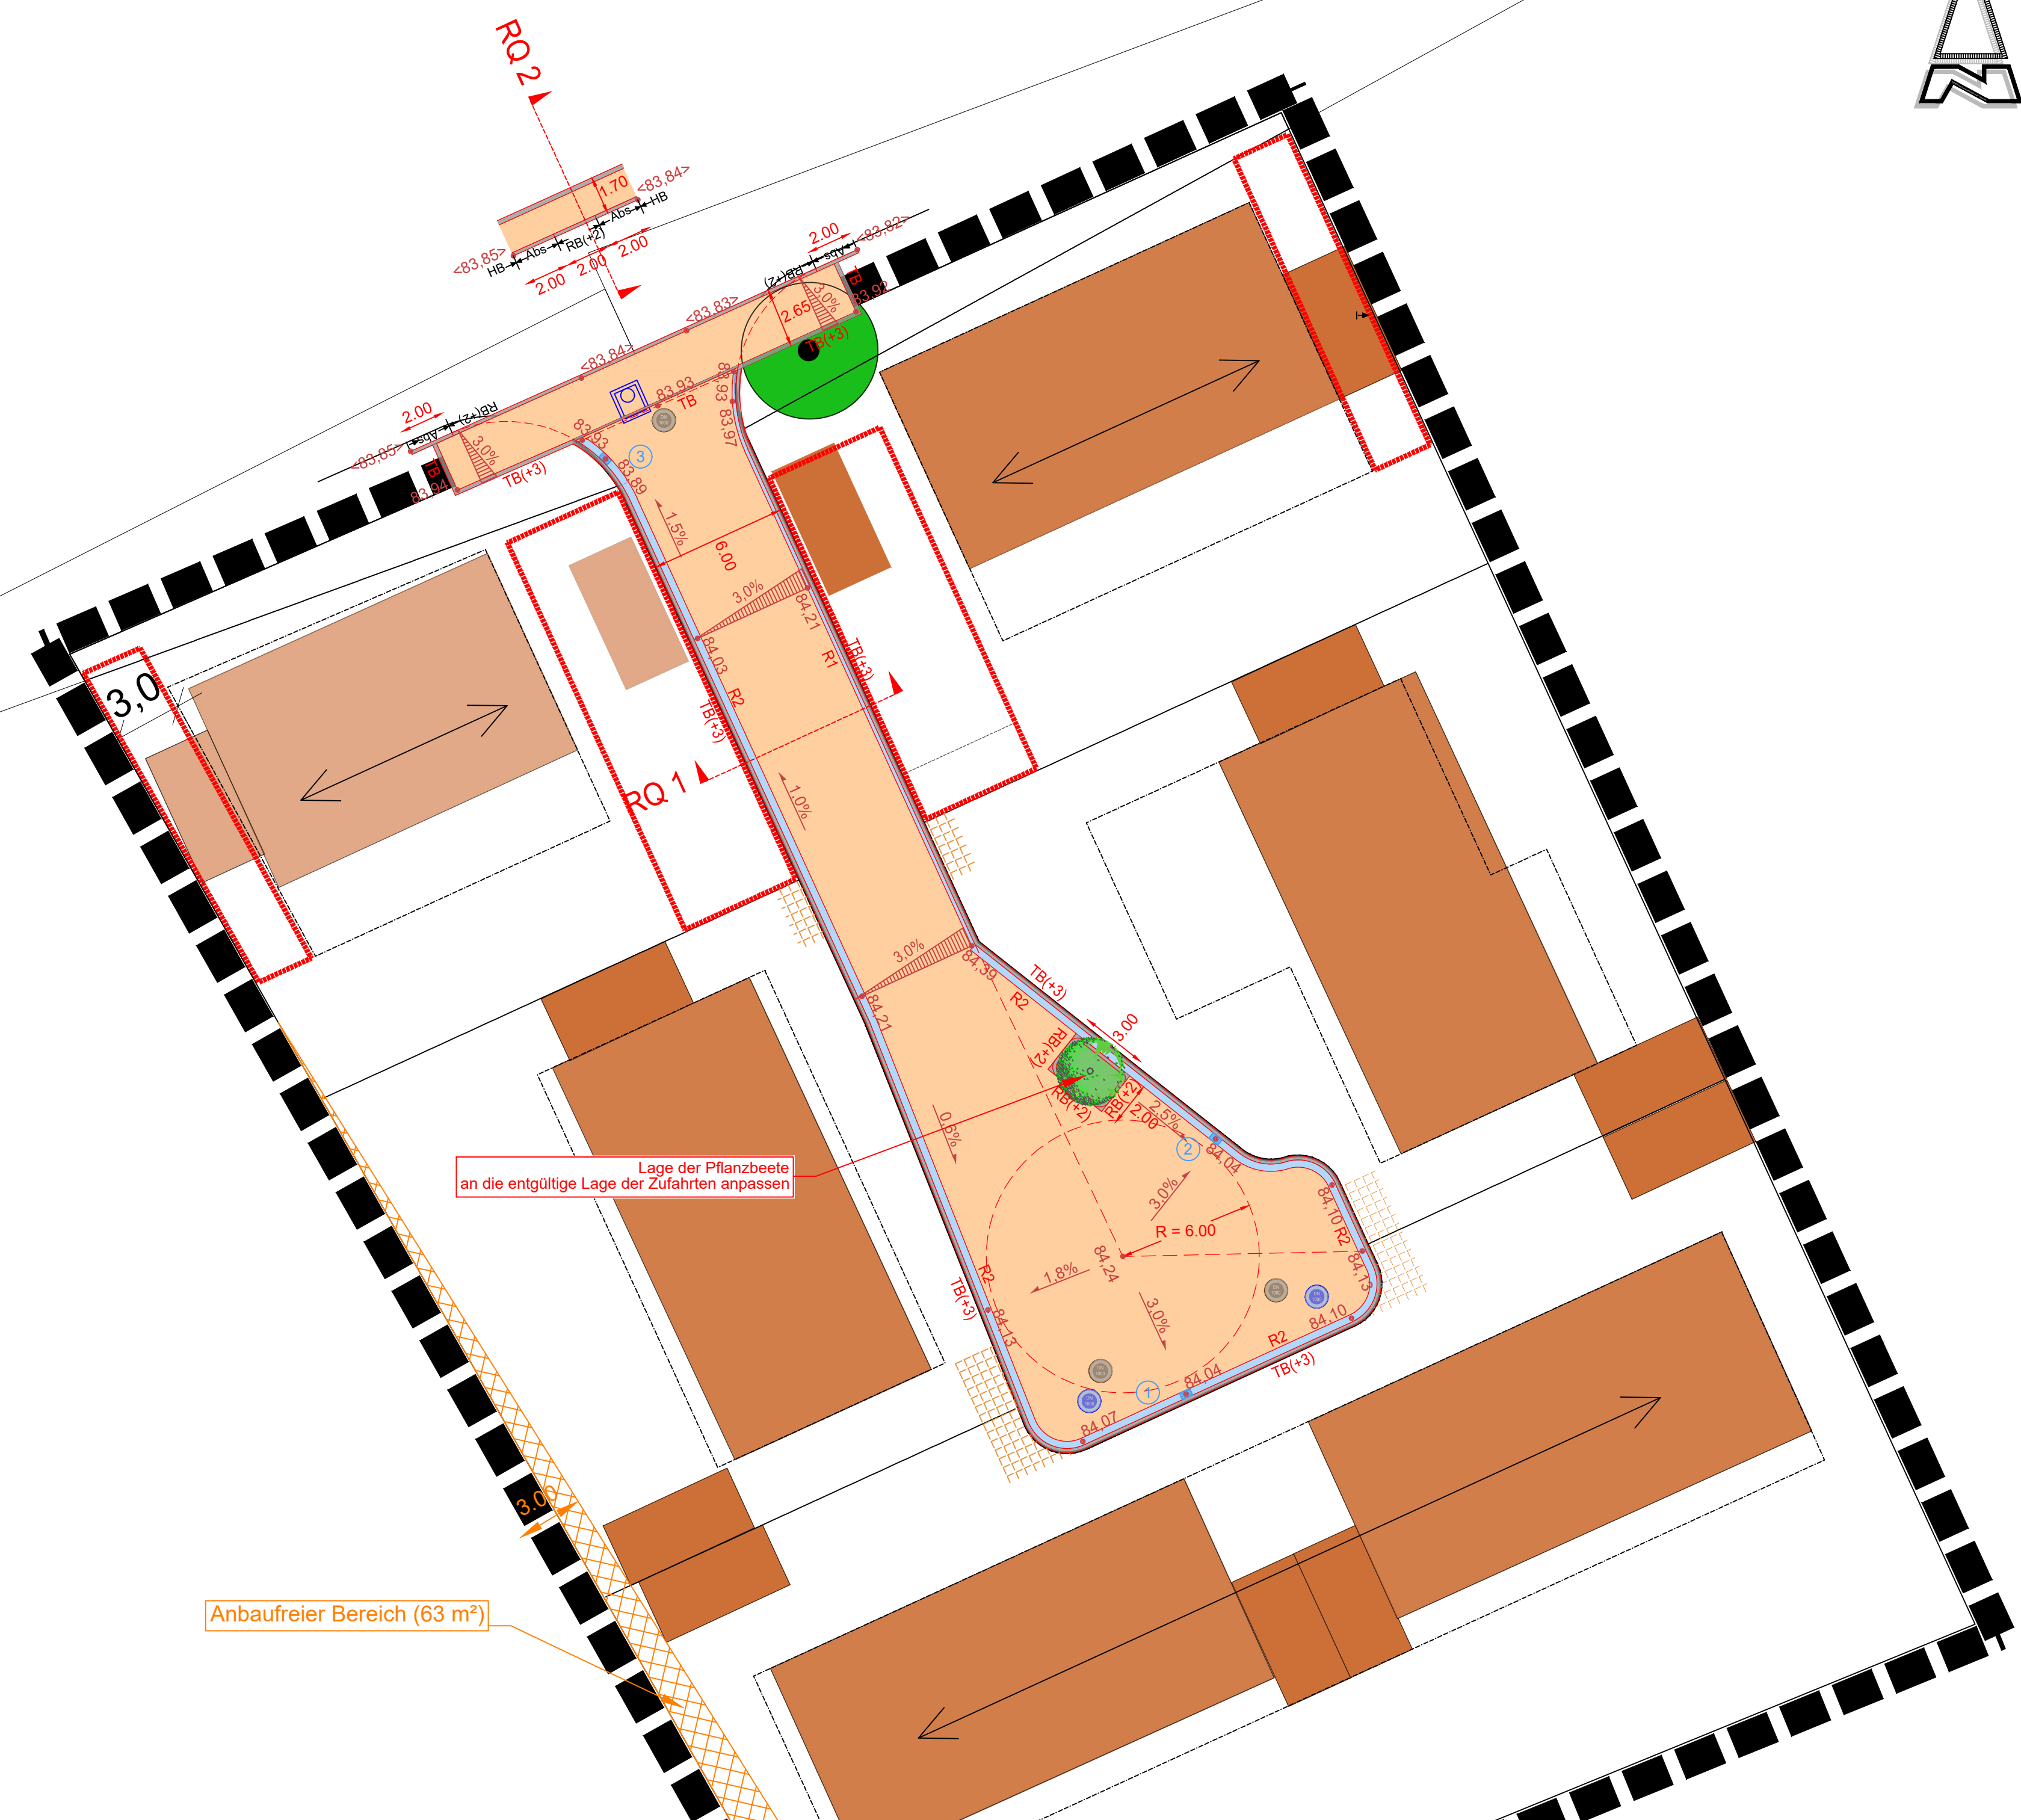 RQ 2
1.70
<83,84>
HB
Abs
RB(+2)
Abs
HB
<83,85>
2.00
2.00
2.00
2.00
<83,82>
Abs
RB(+2)
TB
83,92
3,0%
2.65
TB(+3)
<83,83>
<83,84>
83,93
TB
83,93
83,97
2.00
RB(+2)
Abs
<83,85>
3,0%
TB
83,94
TB(+3)
83,93
3
83,89
1,5%
6.00
3,0%
84,21
84,03
R1
TB(+3)
R2
TB(+3)
3,0
RQ 1
1,0%
3,0%
84,39
84,21
R2
TB(+3)
3.00
RB(+2)
RB(+2)
RB(+2)
2.00
2,5%
2
84,04
0,6%
Lage der Pflanzbeete
an die entgültige Lage der Zufahrten anpassen
3,0%
R = 6.00
84,10
R2
84,13
84,24
1,8%
3,0%
R2
TB(+3)
84,13
84,10
R2
TB(+3)
84,04
1
84,07
3.00
Anbaufreier Bereich (63 m²)
N